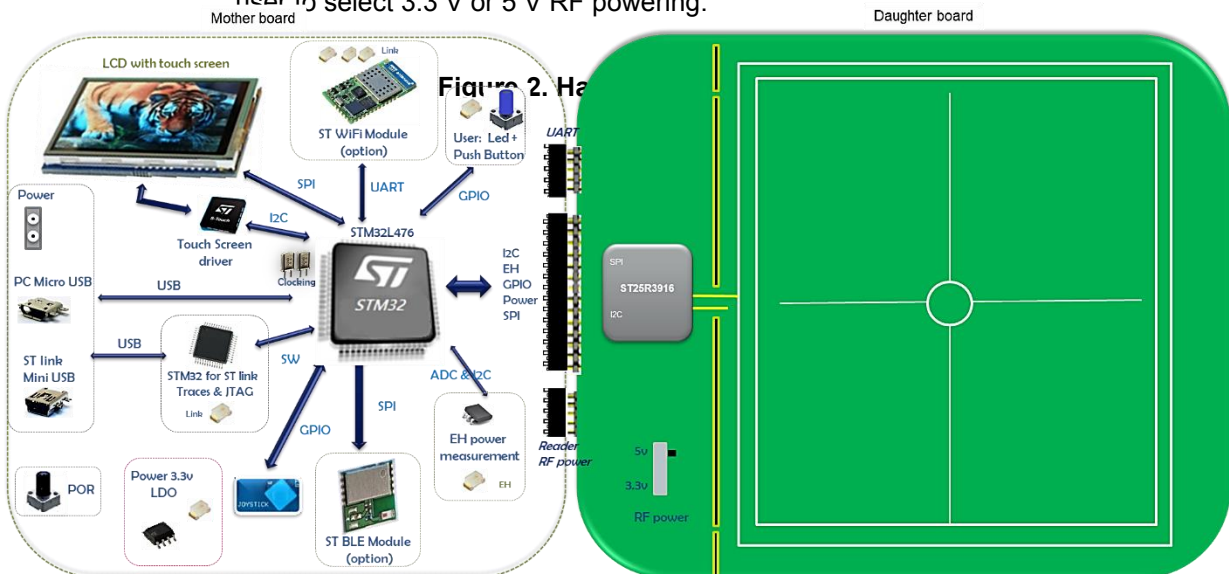 user to select 3.3 V or 5 V RF powering.
Mother board
Daughter board
Figure 2. Ha
LCD with touch screen
Link
ST WiFi Module
(option)
User: Led +
Push Button
UART
SPI
UART
GPIO
Power
I2C
STM32L476
Touch Screen
driver
Clocking
ST
STM32
I2C
EH
GPIO
Power
SPI
SPI
ST25R3916
I2C
PC Micro USB
USB
ST link
Mini USB
USB
SW
STM32 for ST link
Traces & JTAG
Link
ADC & I2C
SPI
GPIO
EH power
measurement
EH
Reader
RF power
5v
3.3v
RF power
POR
Power 3.3v
LDO
JOYSTICK
ST BLE Module
(option)